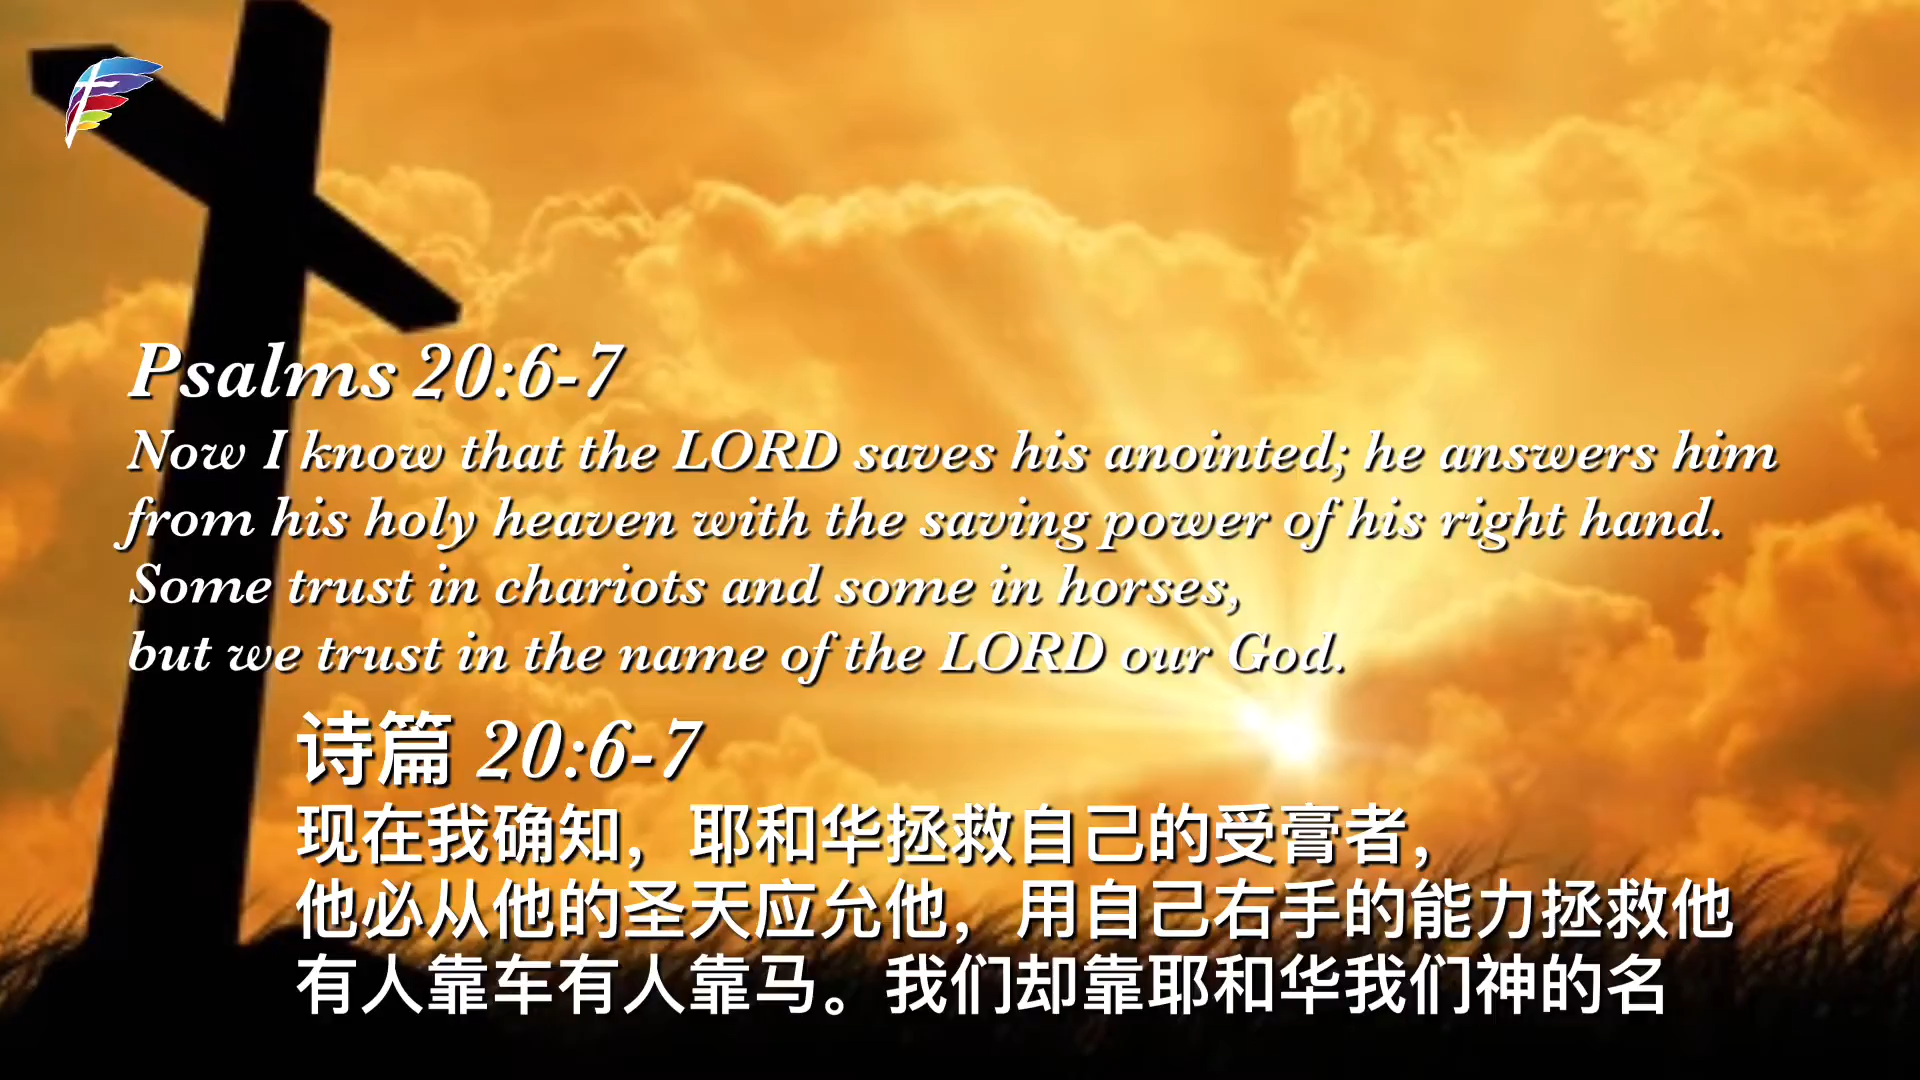 Psalms 20:6-7
Now I know that the LORD saves his anointed; he answers him
from his holy heaven with the saving power of his right hand.
Some trust in chariots and some in horses,
but we trust in the name of the LORD our God.
诗篇 20:6-7
现在我确知，耶和华拯救自己的受膏者，
他必从他的圣天应允他，用自己右手的能力拯救他
有人靠车有人靠马。我们却靠耶和华我们神的名